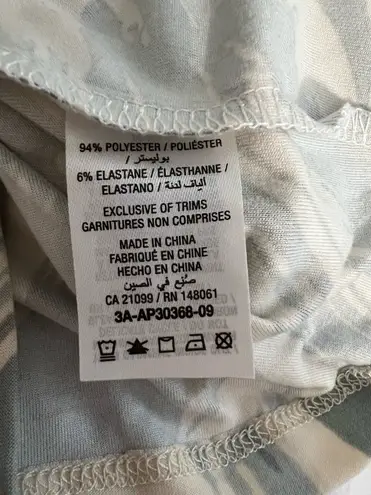 94% POLYESTER / POLIÉSTER
/ بوليستر
6% ELASTANE / ÉLASTHANNE /
ELASTANO / ألياف لدنة
EXCLUSIVE OF TRIMS
GARNITURES NON COMPRISES
MADE IN CHINA
FABRIQUÉ EN CHINE
HECHO EN CHINA
صُنع في الصين
CA 21099 / RN 148061
3A-AP30368-09